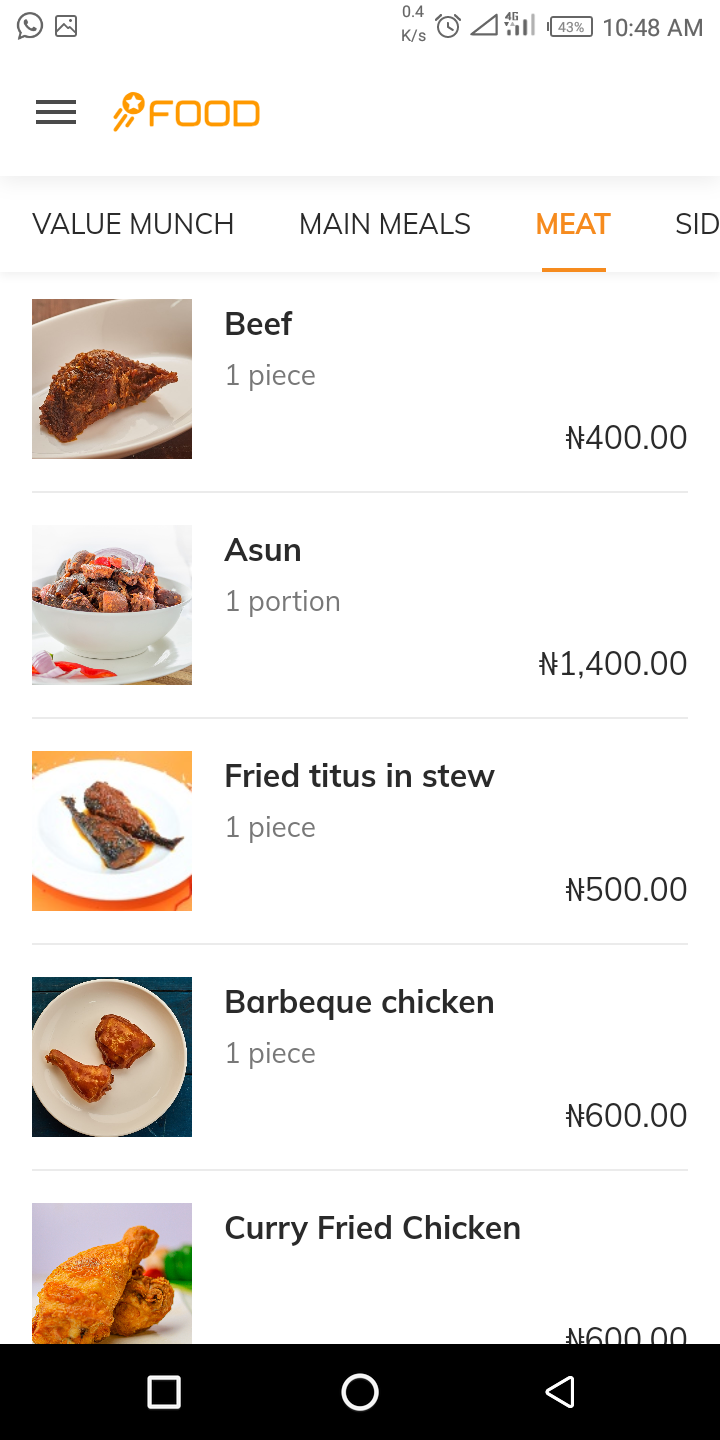 0.4
K/s
4G
43%
10:48 AM
FOOD
VALUE MUNCH MAIN MEALS MEAT SID
Beef
1 piece
₦400.00
Asun
1 portion
₦1,400.00
Fried titus in stew
1 piece
₦500.00
Barbeque chicken
1 piece
₦600.00
Curry Fried Chicken
₦600.00